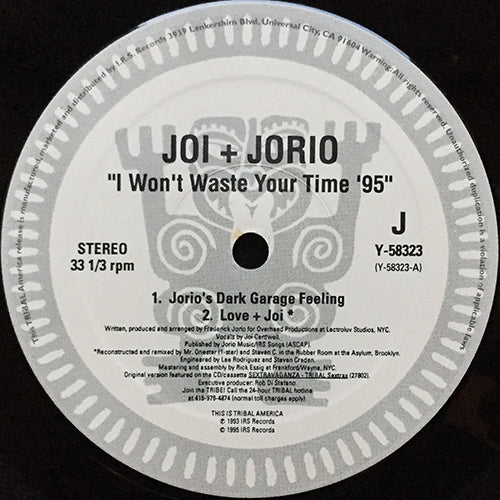 This TRIBAL America release is manufactured, marketed and distributed by I.R.S. Records 3939 Lankershim Blvd. Universal City, CA 91604 Warning: All rights reserved. Unauthorized duplication is a violation of applicable laws
JOI + JORIO
"I Won't Waste Your Time '95"
STEREO
33 1/3 rpm
J
Y-58323
(Y-58323-A)
1. Jorio's Dark Garage Feeling
2. Love + Joi *
Written, produced and arranged by Frederick Jorio for Overhead Productions at Lectroluv Studios, NYC.
Vocals by Joi Cardwell.
Published by Jorio Music/IRS Songs (ASCAP).
*Reconstructed and remixed by Mr. Onester (1-ster) and Steven C. in the Rubber Room at the Asylum, Brooklyn.
Engineered by Lee Rodriguez and Steven Craden.
Mastering and assembly by Rick Essig at Frankford/Wayne, NYC.
Original version featured on the CD/cassette SEXTRAVAGANZA - TRIBAL Sextrax (27802).
Executive producer: Rob Di Stefano
Join the TRIBE! Call the 24-hour TRIBAL hotline
at 415-979-4874 (normal toll charges apply).
THIS IS TRIBAL AMERICA
℗ 1993 IRS Records
© 1995 IRS Records